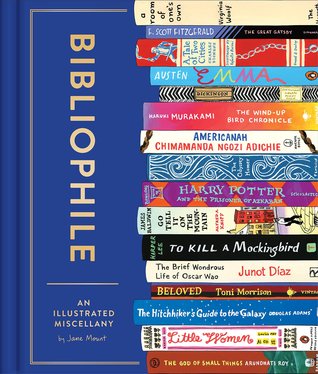 BIBLIOPHILE
AN
ILLUSTRATED
MISCELLANY
by Jane Mount
a room of one's own
Virginia Woolf
F. SCOTT FITZGERALD
THE GREAT GATSBY
A Tale of Two Cities
AUSTEN
EMMA
DICKINSON
HARUKI MURAKAMI
THE WIND-UP
BIRD CHRONICLE
AMERICANAH
CHIMAMANDA NGOZI ADICHIE
HARRY POTTER
AND THE PRISONER OF AZKABAN
SCHOLASTIC
JAMES BALDWIN
GO TELL
ON THE
MOUNTAIN
HARPER LEE
TO KILL A Mockingbird
The Brief Wondrous
Life of Oscar Wao
Junot Díaz
BELOVED
Toni Morrison
VINTAGE
The Hitchhiker's Guide to the Galaxy
DOUGLAS ADAMS
Little Women
THE GOD OF SMALL THINGS
ARUNDHATI ROY